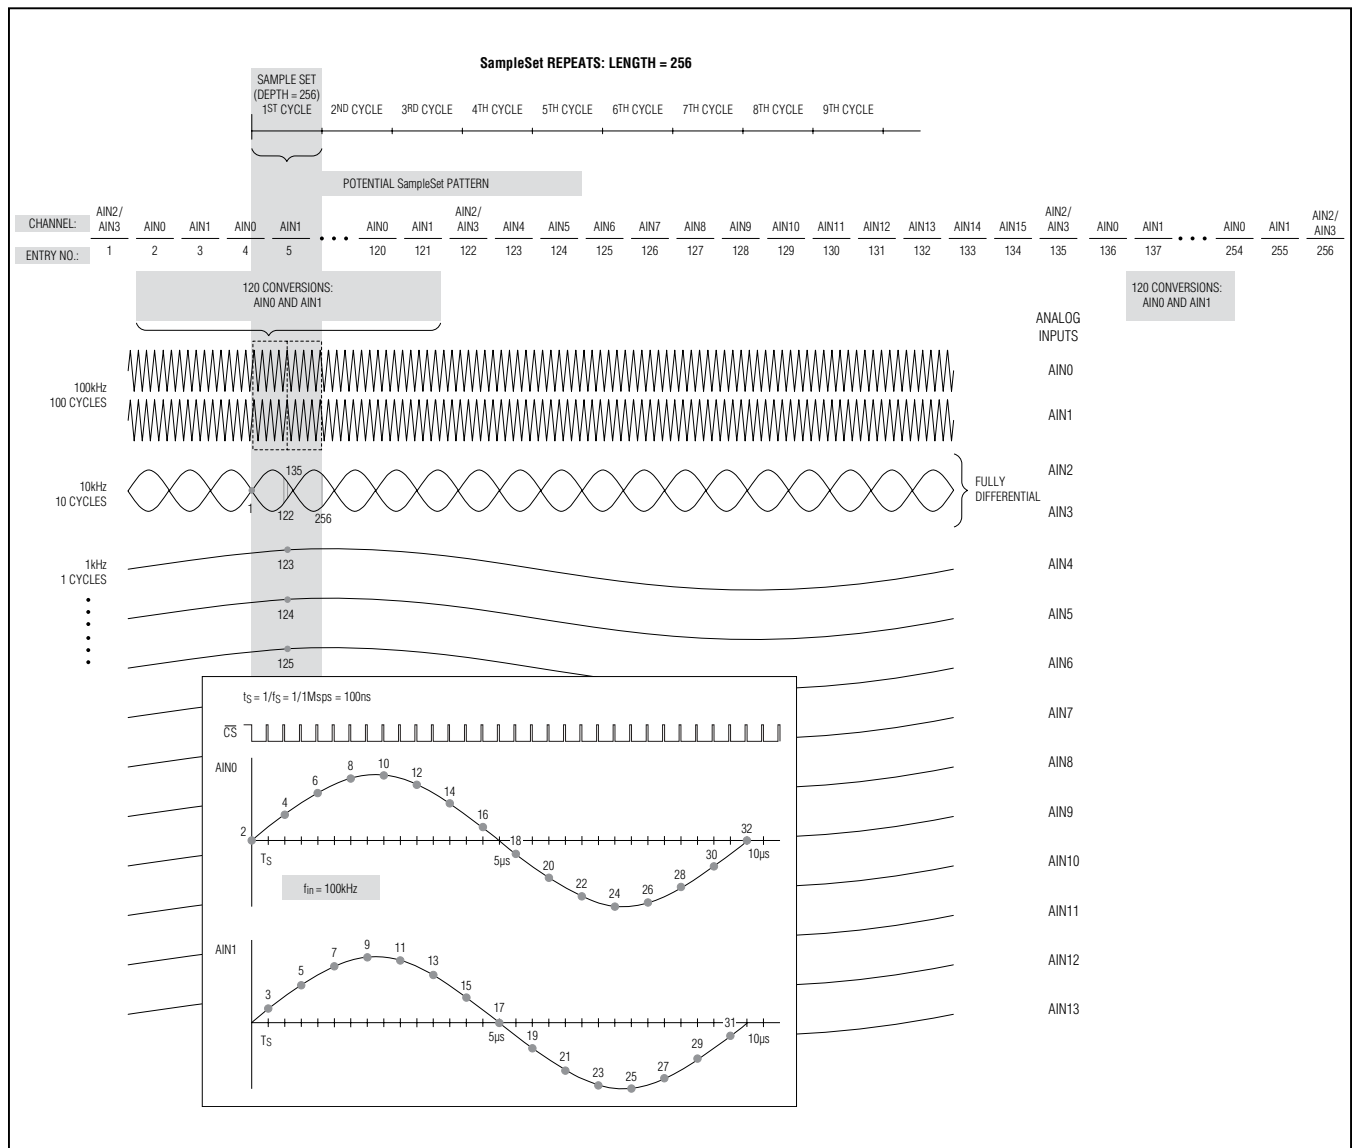 SampleSet REPEATS: LENGTH = 256
SAMPLE SET
(DEPTH = 256)
1ST CYCLE 2ND CYCLE 3RD CYCLE 4TH CYCLE 5TH CYCLE 6TH CYCLE 7TH CYCLE 8TH CYCLE 9TH CYCLE
POTENTIAL SampleSet PATTERN
CHANNEL: AIN2/AIN3 AIN0 AIN1 AIN0 AIN1 ••• AIN0 AIN1 AIN2/AIN3 AIN4 AIN5 AIN6 AIN7 AIN8 AIN9 AIN10 AIN11 AIN12 AIN13 AIN14 AIN15 AIN2/AIN3 AIN0 AIN1 ••• AIN0 AIN1 AIN2/AIN3
ENTRY NO.: 1 2 3 4 5 120 121 122 123 124 125 126 127 128 129 130 131 132 133 134 135 136 137 254 255 256
120 CONVERSIONS:
AIN0 AND AIN1
120 CONVERSIONS:
AIN0 AND AIN1
ANALOG
INPUTS
100kHz
100 CYCLES
AIN0
AIN1
10kHz
10 CYCLES
1
122
135
256
FULLY
DIFFERENTIAL
AIN2
AIN3
1kHz
1 CYCLES
123
AIN4
124
AIN5
125
AIN6
AIN7
AIN8
AIN9
AIN10
AIN11
AIN12
AIN13
tS = 1/fS = 1/1Msps = 100ns
CS
AIN0
2 4 6 8 10 12 14 16 18 20 22 24 26 28 30 32
TS
5µs
10µs
fin = 100kHz
AIN1
3 5 7 9 11 13 15 17 19 21 23 25 27 29 31
TS
5µs
10µs